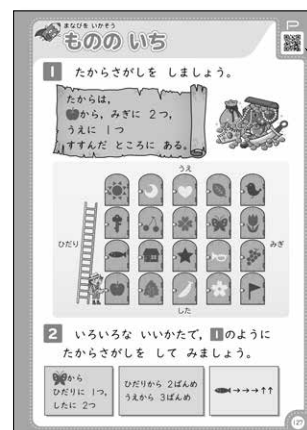 まなびを いかそう
ものの いち
1 たからさがしを しましょう。
たからは、
から、みぎに 2つ、
うえに 1つ
すすんだ ところに ある。
うえ
ひだり
みぎ
した
2 いろいろな いいかたで、1のように
たからさがしを して みましょう。
から
ひだりに 1つ、
したに 2つ
ひだりから 2ばんめ
うえから 3ばんめ
→→→↑↑
127